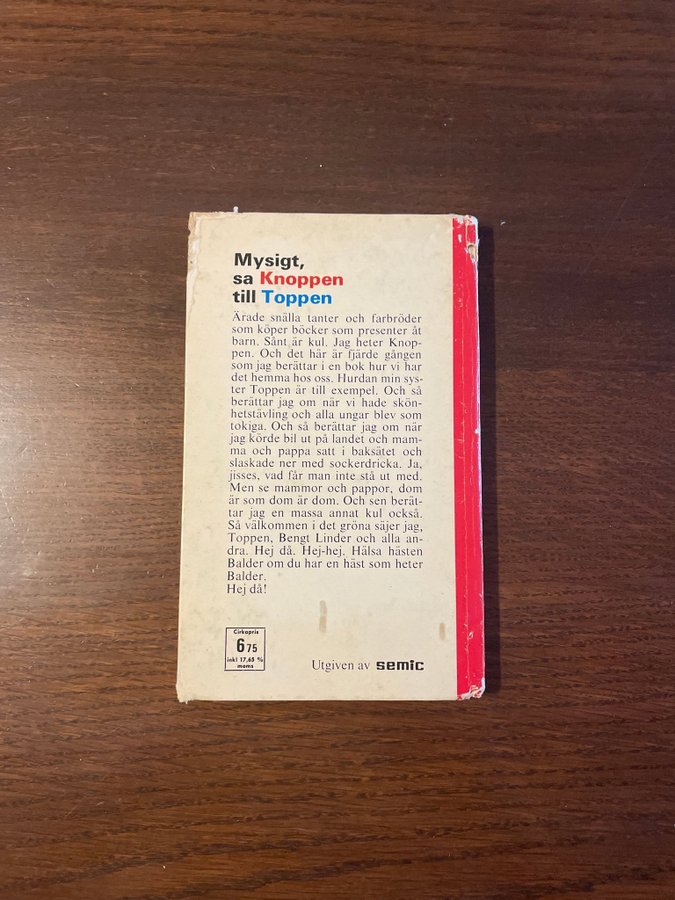 Mysigt,
sa Knoppen
till Toppen
Ärade snälla tanter och farbröder
som köper böcker som presenter åt
barn. Sånt är kul. Jag heter Knop-
pen. Och det här är fjärde gången
som jag berättar i en bok hur vi har
det hemma hos oss. Hurdan min sys-
ter Toppen är till exempel. Och så
berättar jag om när vi hade skön-
hetstävling och alla ungar blev som
tokiga. Och så berättar jag om när
jag körde bil ut på landet och mam-
ma och pappa satt i baksätet och
slaskade ner med sockerdricka. Ja,
jisses, vad får man inte stå ut med.
Men se mammor och pappor, dom
är som dom är dom. Och sen berät-
tar jag en massa annat kul också.
Så välkommen i det gröna säjer jag,
Toppen, Bengt Linder och alla an-
dra. Hej då. Hej-hej. Hälsa hästen
Balder om du har en häst som heter
Balder.
Hej då!
Cirkapris
6 75
inkl 17,65 %
moms
Utgiven av semic